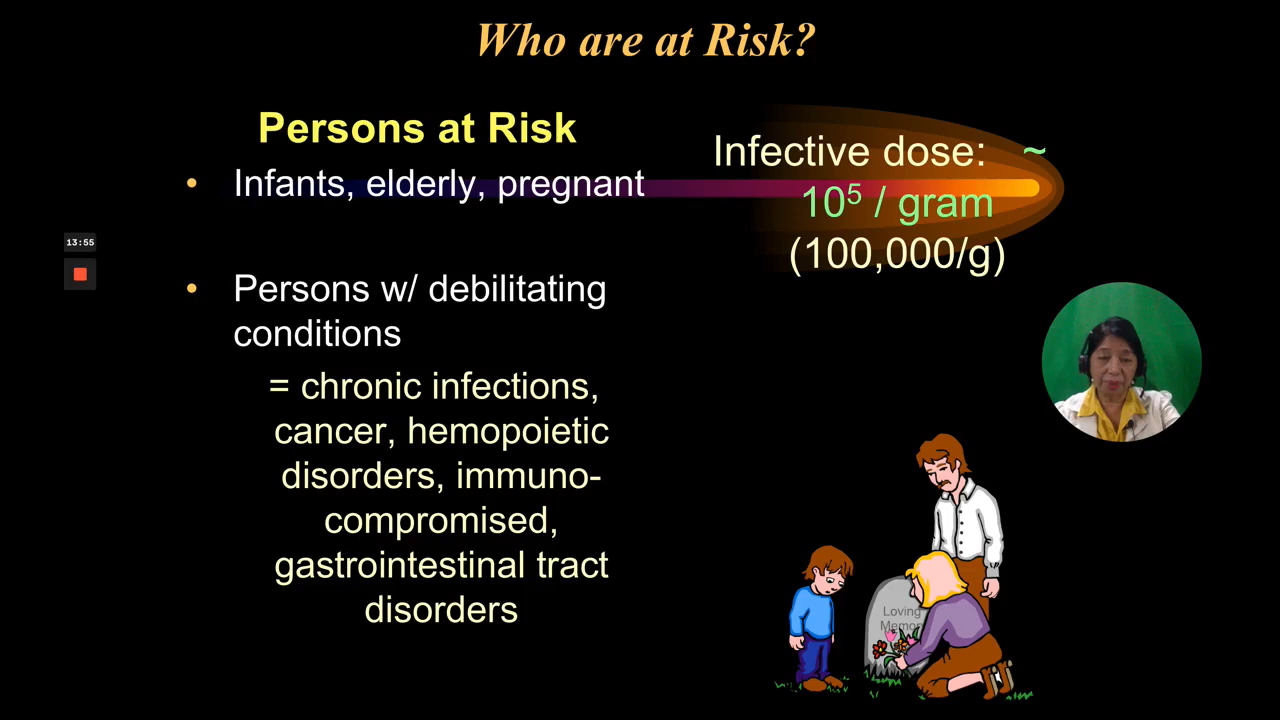 Who are at Risk?
Persons at Risk
• Infants, elderly, pregnant
• Persons w/ debilitating
conditions
= chronic infections,
cancer, hemopoietic
disorders, immuno-
compromised,
gastrointestinal tract
disorders
Infective dose: ~
10⁵ / gram
(100,000/g)
13:55
Loving